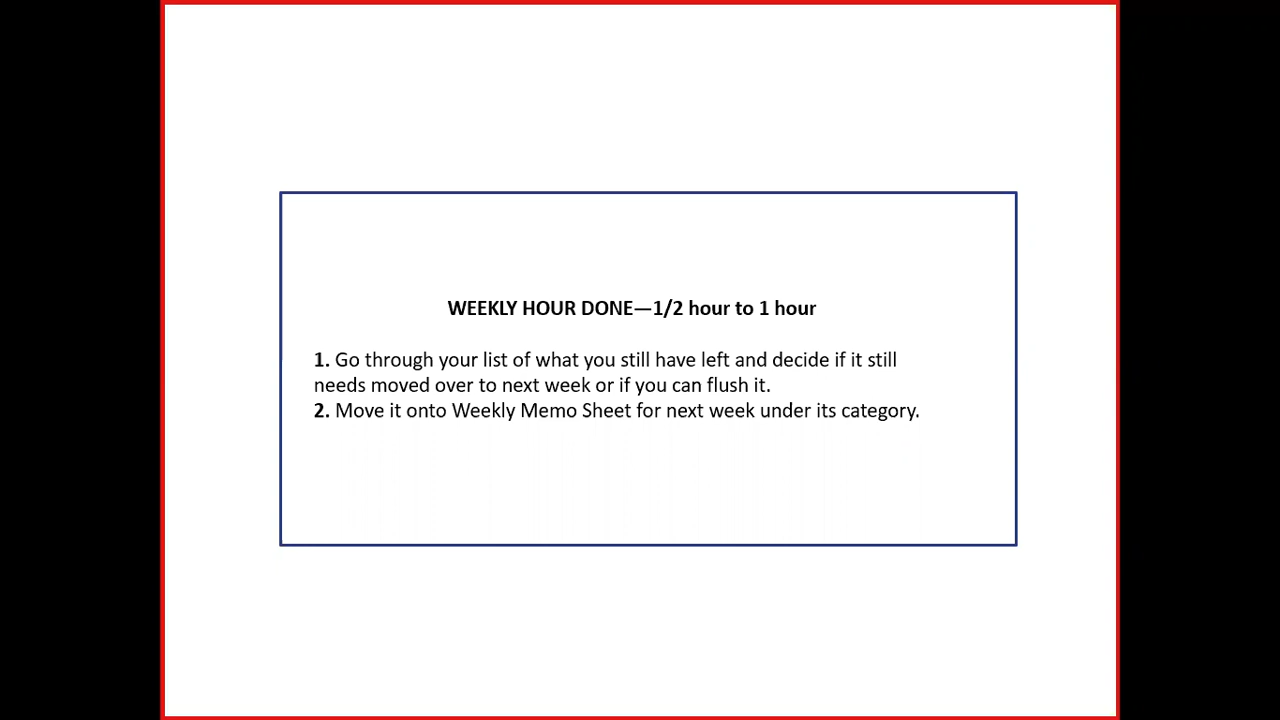 WEEKLY HOUR DONE—1/2 hour to 1 hour
1. Go through your list of what you still have left and decide if it still
needs moved over to next week or if you can flush it.
2. Move it onto Weekly Memo Sheet for next week under its category.